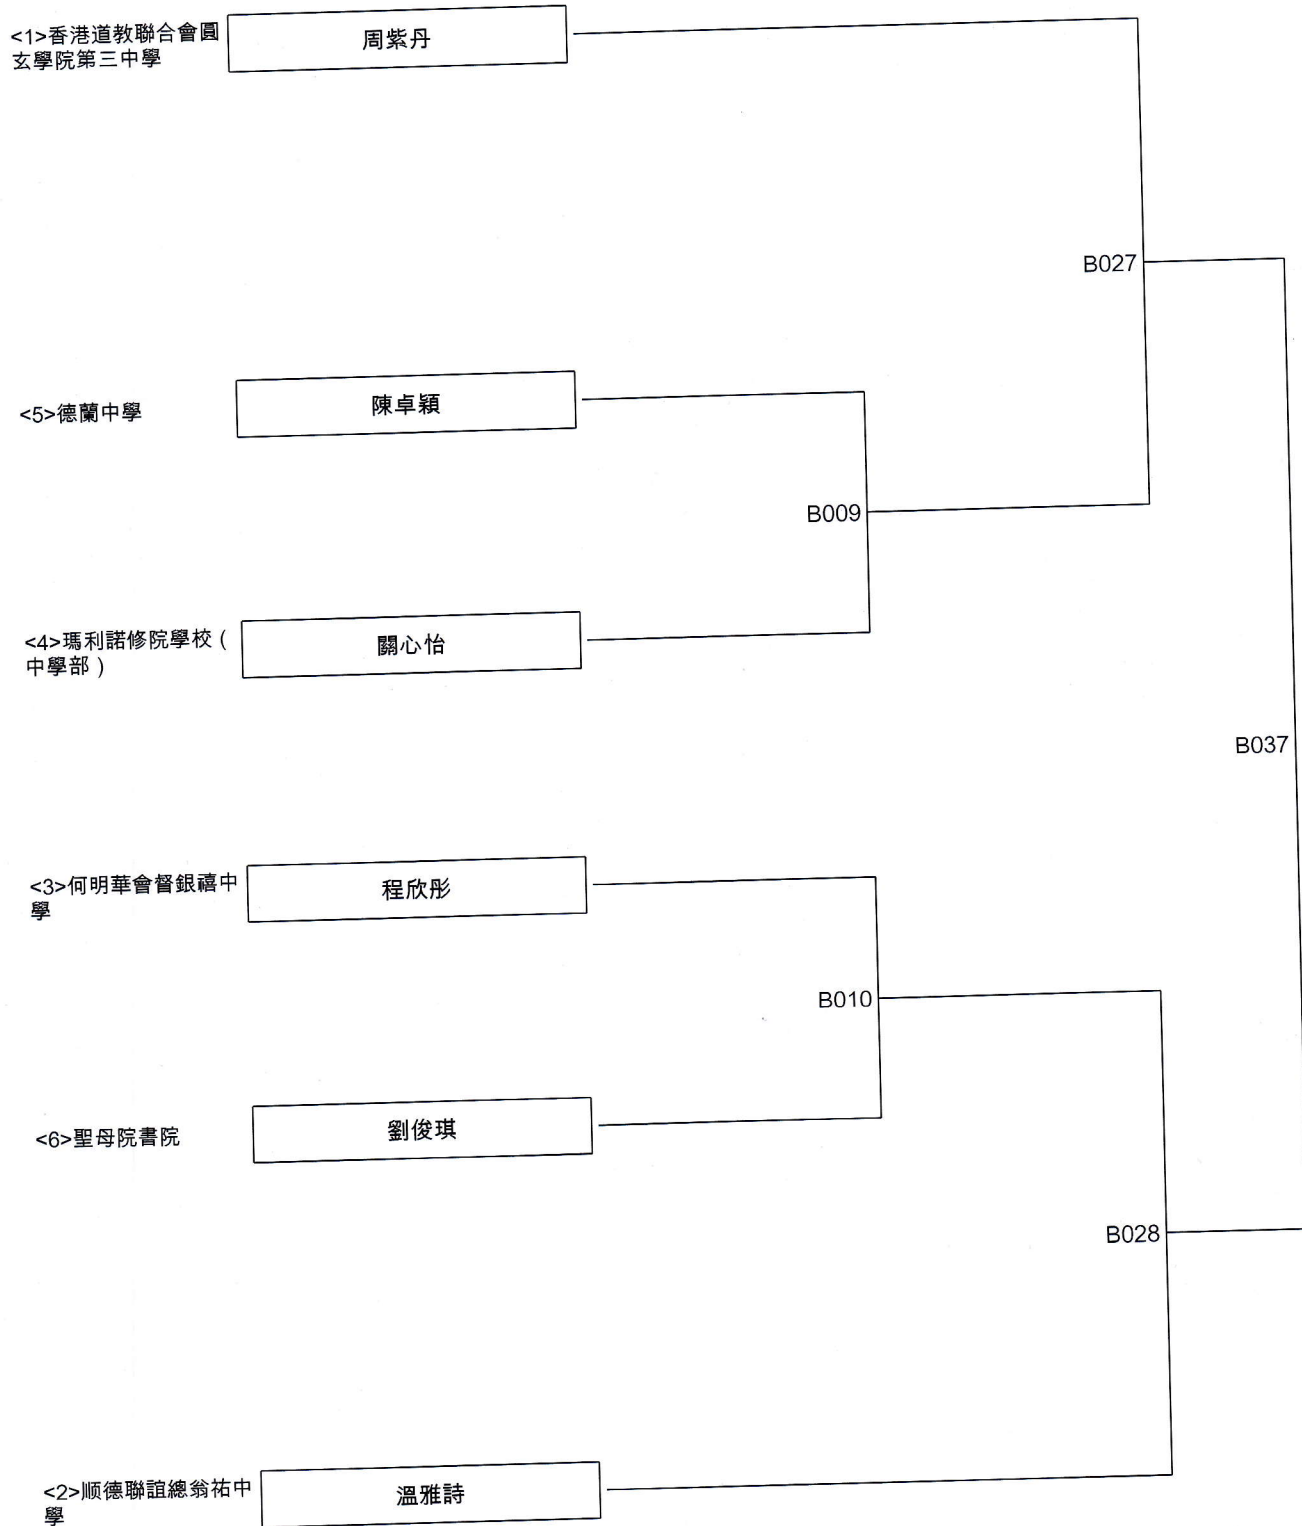 <1>香港道教聯合會圓
玄學院第三中學
周紫丹
B027
<5>德蘭中學
陳卓穎
B009
<4>瑪利諾修院學校（
中學部）
關心怡
B037
<3>何明華會督銀禧中
學
程欣彤
B010
<6>聖母院書院
劉俊琪
B028
<2>顺德聯誼總翁祐中
學
溫雅詩